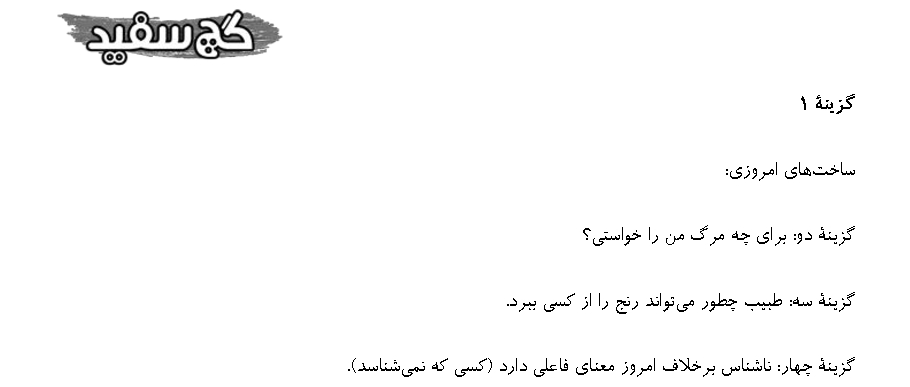 گچ سفید
گزینهٔ ۱
ساخت‌های امروزی:
گزینهٔ دو: برای چه مرگ من را خواستی؟
گزینهٔ سه: طبیب چطور می‌تواند رنج را از کسی ببرد.
گزینهٔ چهار: ناشناس برخلاف امروز معنای فاعلی دارد (کسی که نمی‌شناسد).